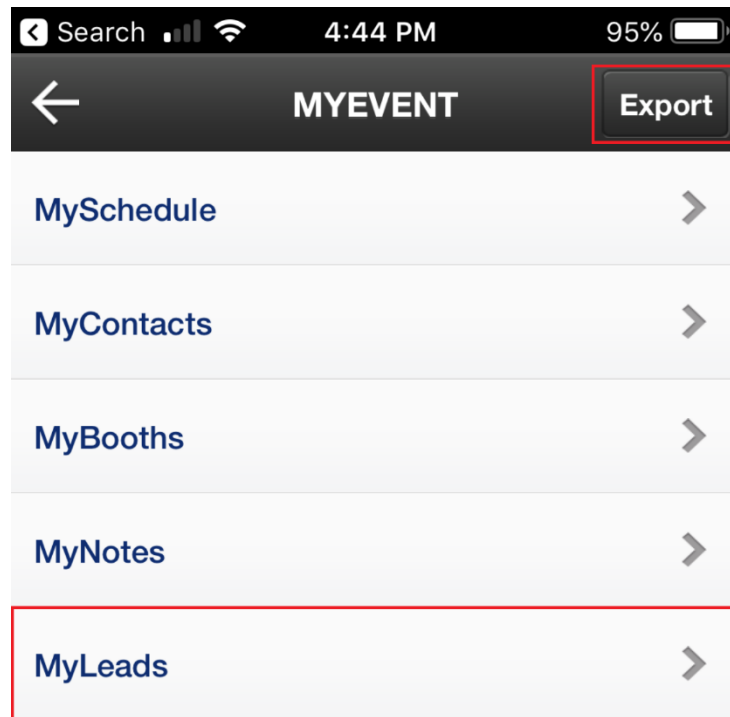 Search 4:44 PM 95%
MYEVENT Export
MySchedule
MyContacts
MyBooths
MyNotes
MyLeads